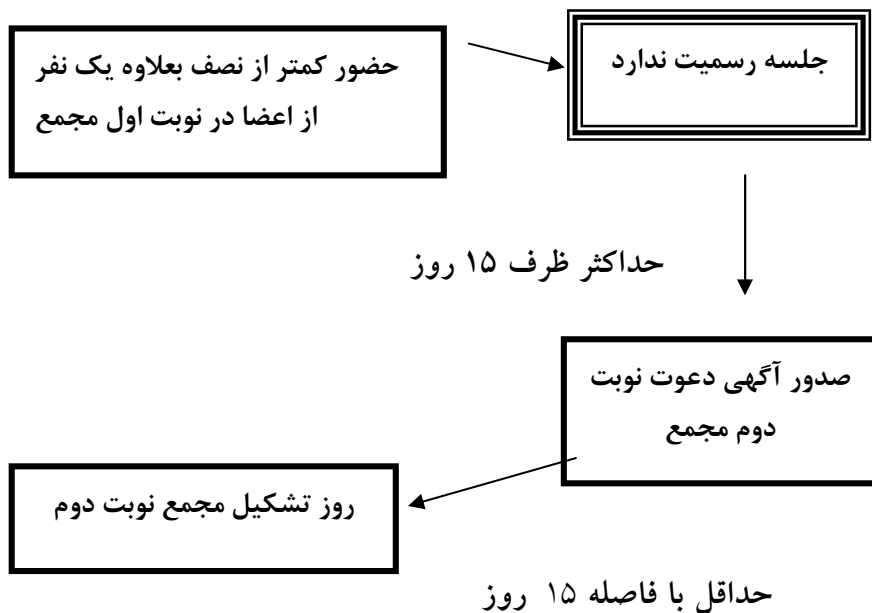 حضور کمتر از نصف بعلاوه یک نفر
از اعضا در نوبت اول مجمع
جلسه رسمیت ندارد
حداکثر ظرف ۱۵ روز
صدور آگهی دعوت نوبت
دوم مجمع
روز تشکیل مجمع نوبت دوم
حداقل با فاصله ۱۵ روز